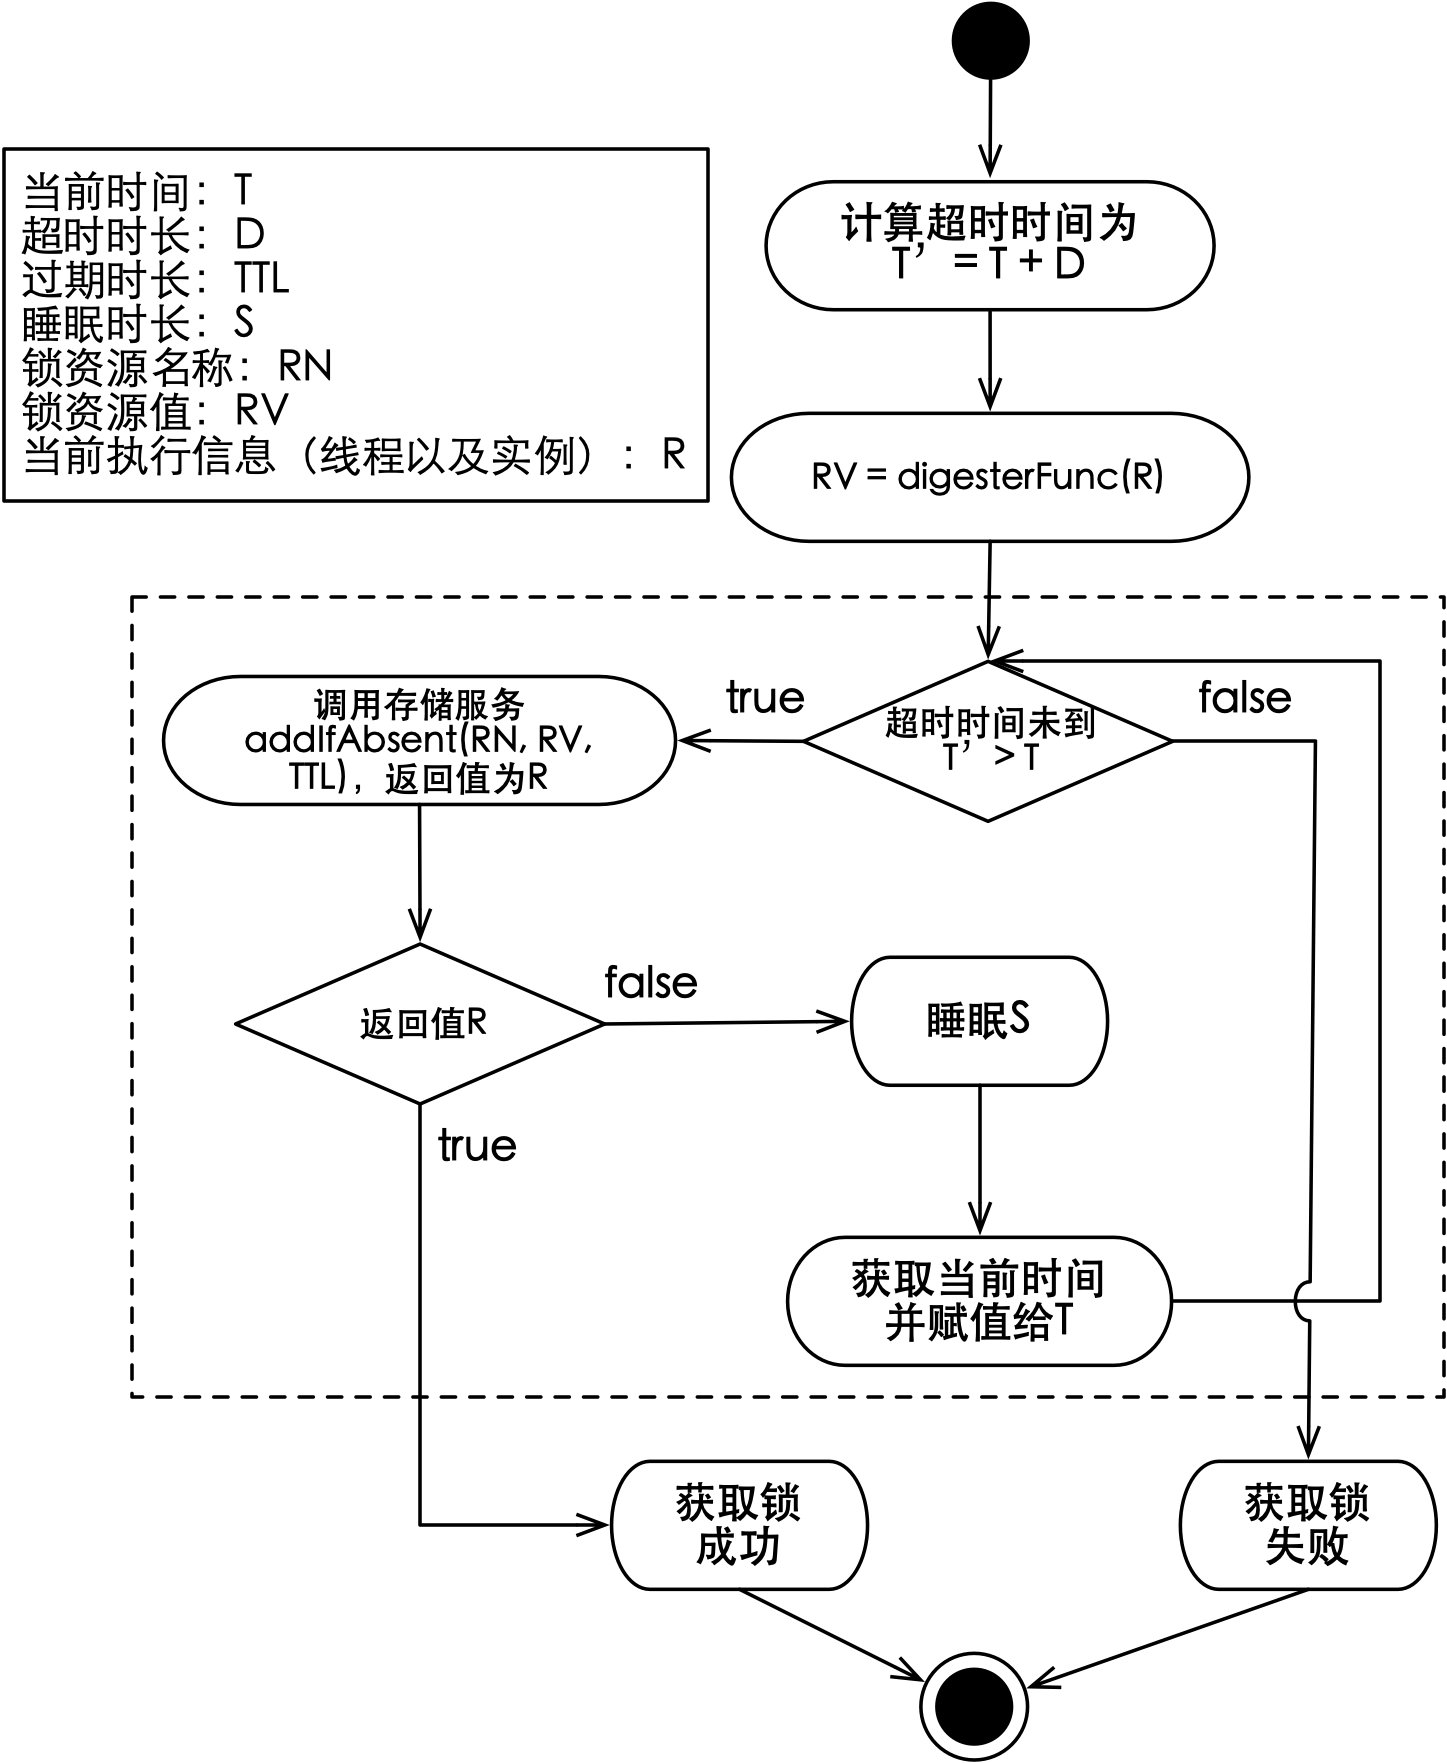 当前时间：T
超时时长：D
过期时长：TTL
睡眠时长：S
锁资源名称：RN
锁资源值：RV
当前执行信息（线程以及实例）：R
计算超时时间为
T’ = T + D
RV = digesterFunc(R)
true
false
超时时间未到
T’ > T
调用存储服务
addIfAbsent(RN, RV,
TTL)，返回值为R
返回值R
false
睡眠S
true
获取当前时间
并赋值给T
获取锁
成功
获取锁
失败